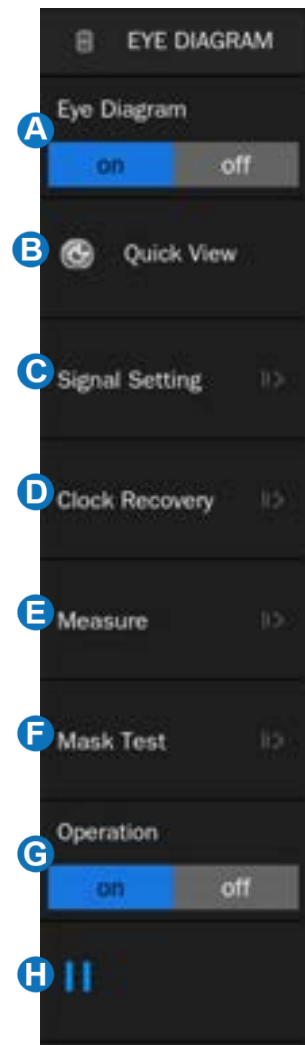 EYE DIAGRAM
A
Eye Diagram
on off
B Quick View
C Signal Setting
D Clock Recovery
E Measure
F Mask Test
Operation
G
on off
H